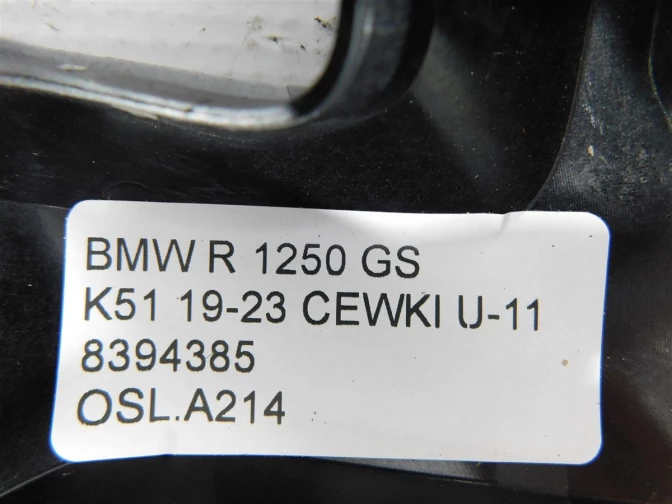 BMW R 1250 GS
K51 19-23 CEWKI U-11
8394385
OSL.A214